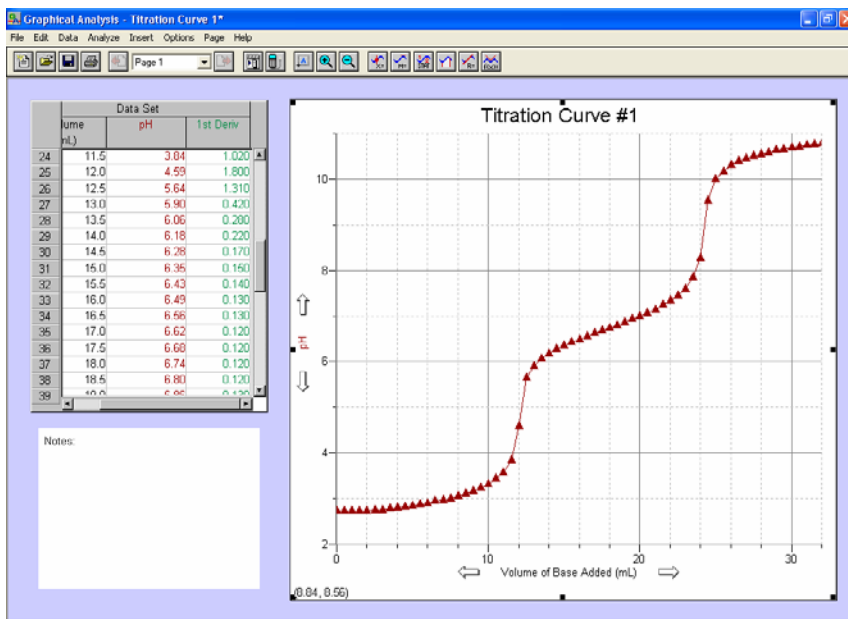 Graphical Analysis - Titration Curve 1*
File Edit Data Analyze Insert Options Page Help
Page 1
Data Set
lume pH 1st Deriv
nL)
24 11.5 3.84 1.020
25 12.0 4.59 1.800
26 12.5 5.64 1.310
27 13.0 5.90 0.420
28 13.5 6.06 0.280
29 14.0 6.18 0.220
30 14.5 6.28 0.170
31 15.0 6.35 0.150
32 15.5 6.43 0.140
33 16.0 6.49 0.130
34 16.5 6.56 0.130
35 17.0 6.62 0.120
36 17.5 6.68 0.120
37 18.0 6.74 0.120
38 18.5 6.80 0.120
39
Notes:
Titration Curve #1
10
8
pH
6
4
2
0 10 20 30
Volume of Base Added (mL)